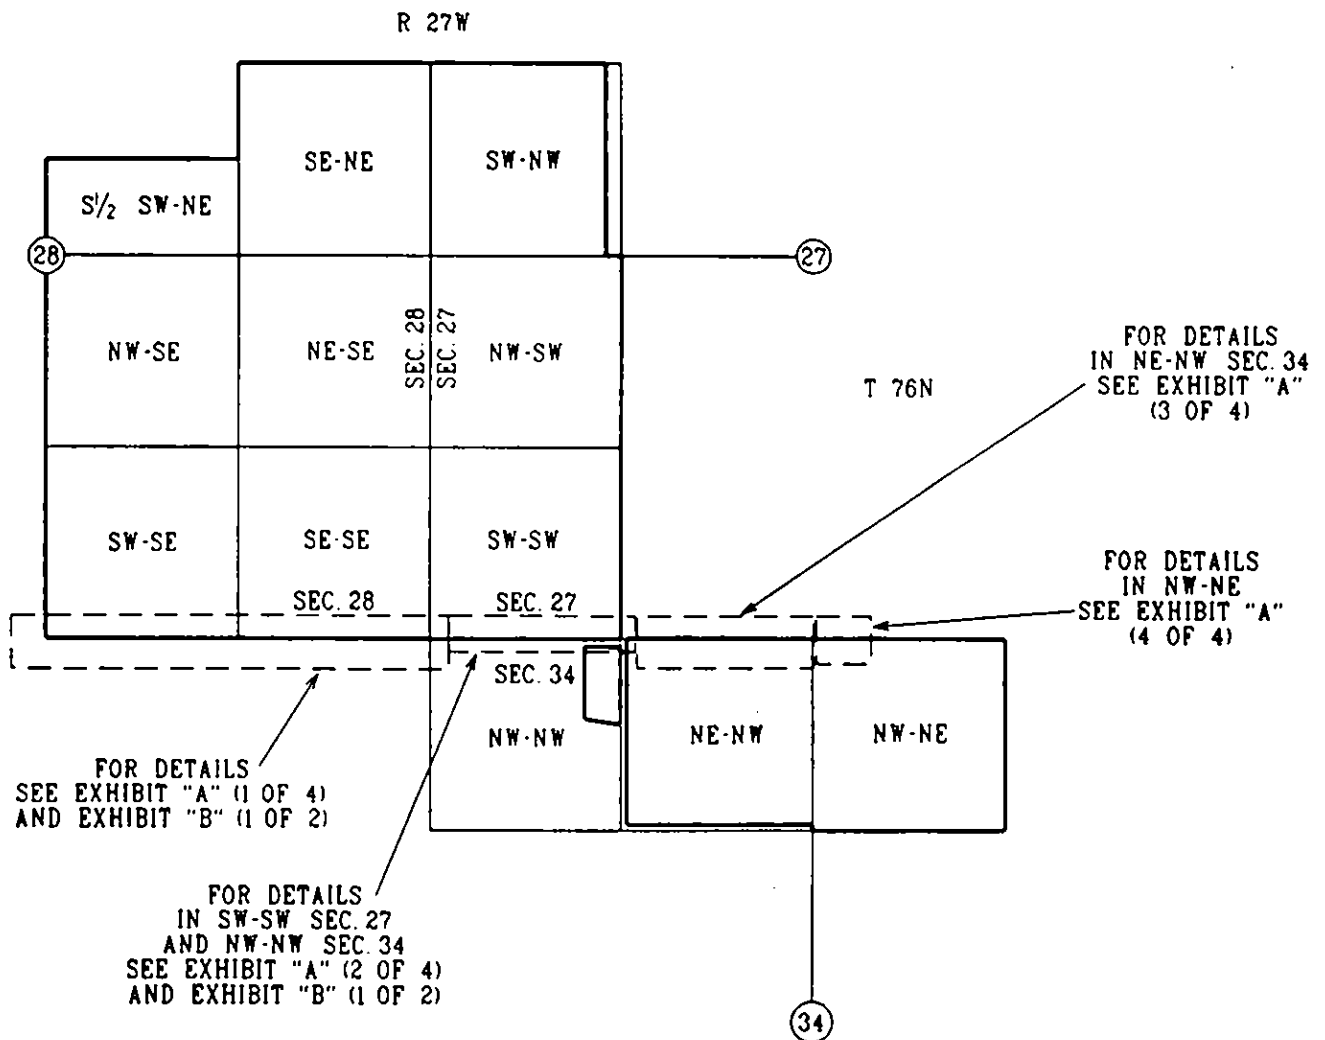 R 27W
SE-NE
SW-NW
S1/2 SW-NE
28
27
NW-SE
NE-SE
SEC. 28
SEC. 27
NW-SW
T 76N
FOR DETAILS
IN NE-NW SEC. 34
SEE EXHIBIT "A"
(3 OF 4)
SW-SE
SE-SE
SW-SW
SEC. 28
SEC. 27
FOR DETAILS
IN NW-NE
SEE EXHIBIT "A"
(4 OF 4)
SEC. 34
NW-NW
NE-NW
NW-NE
FOR DETAILS
SEE EXHIBIT "A" (1 OF 4)
AND EXHIBIT "B" (1 OF 2)
FOR DETAILS
IN SW-SW SEC. 27
AND NW-NW SEC. 34
SEE EXHIBIT "A" (2 OF 4)
AND EXHIBIT "B" (1 OF 2)
34